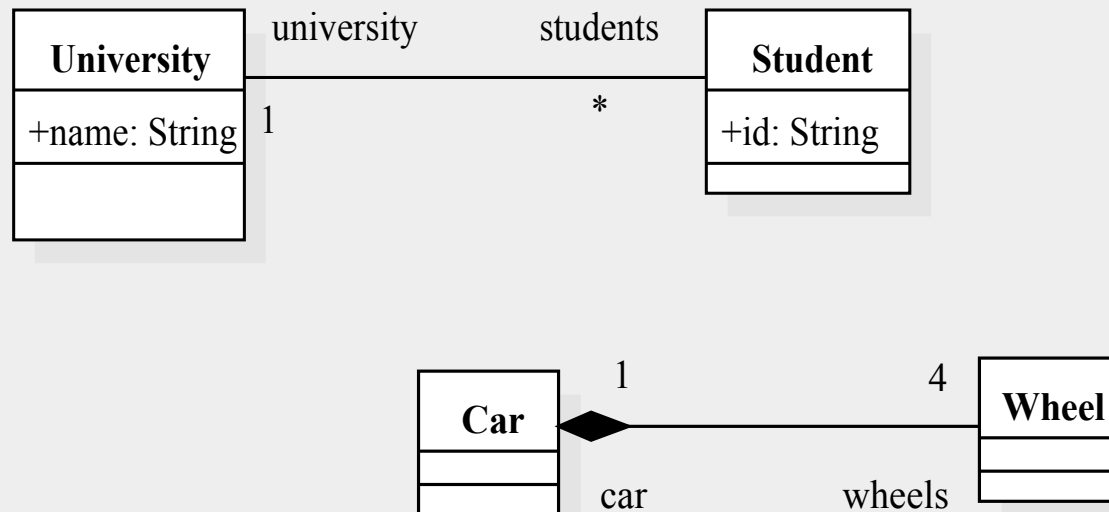 university students
University Student
+name: String 1 * +id: String
1 4
Car Wheel
car wheels